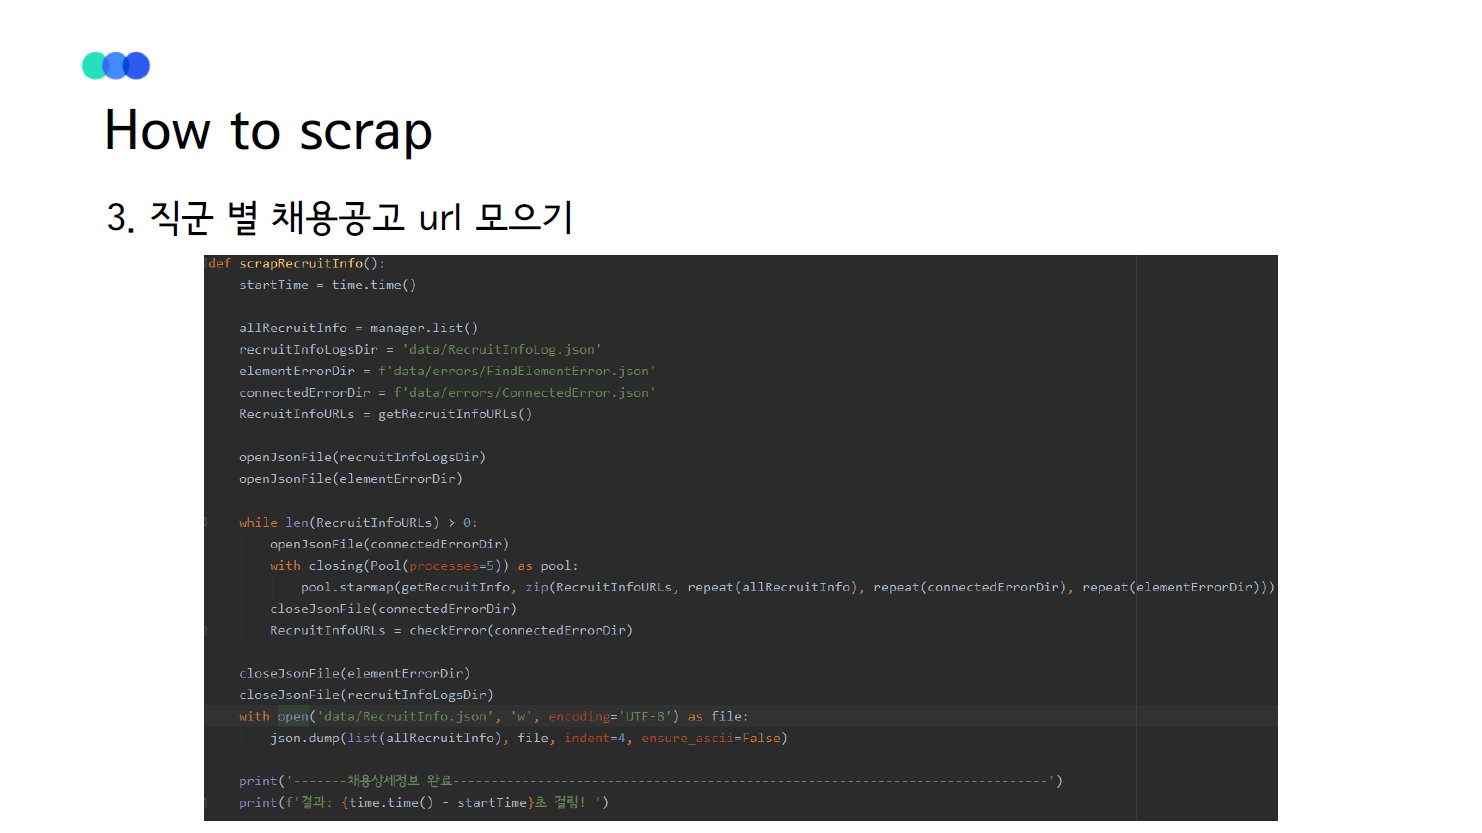 How to scrap
3. 직군 별 채용공고 url 모으기
def scrapRecruitInfo():
startTime = time.time()
allRecruitInfo = manager.list()
recruitInfoLogsDir = 'data/RecruitInfoLog.json'
elementErrorDir = f'data/errors/FindElementError.json'
connectedErrorDir = f'data/errors/ConnectedError.json'
RecruitInfoURLs = getRecruitInfoURLs()
openJsonFile(recruitInfoLogsDir)
openJsonFile(elementErrorDir)
while len(RecruitInfoURLs) > 0:
openJsonFile(connectedErrorDir)
with closing(Pool(processes=5)) as pool:
pool.starmap(getRecruitInfo, zip(RecruitInfoURLs, repeat(allRecruitInfo), repeat(connectedErrorDir), repeat(elementErrorDir)))
closeJsonFile(connectedErrorDir)
RecruitInfoURLs = checkError(connectedErrorDir)
closeJsonFile(elementErrorDir)
closeJsonFile(recruitInfoLogsDir)
with open('data/RecruitInfo.json', 'w', encoding='UTF-8') as file:
json.dump(list(allRecruitInfo), file, indent=4, ensure_ascii=False)
print('-------채용상세정보 완료-----------------------------------------------------------------------------')
print(f'결과: {time.time() - startTime}초 걸림! ')